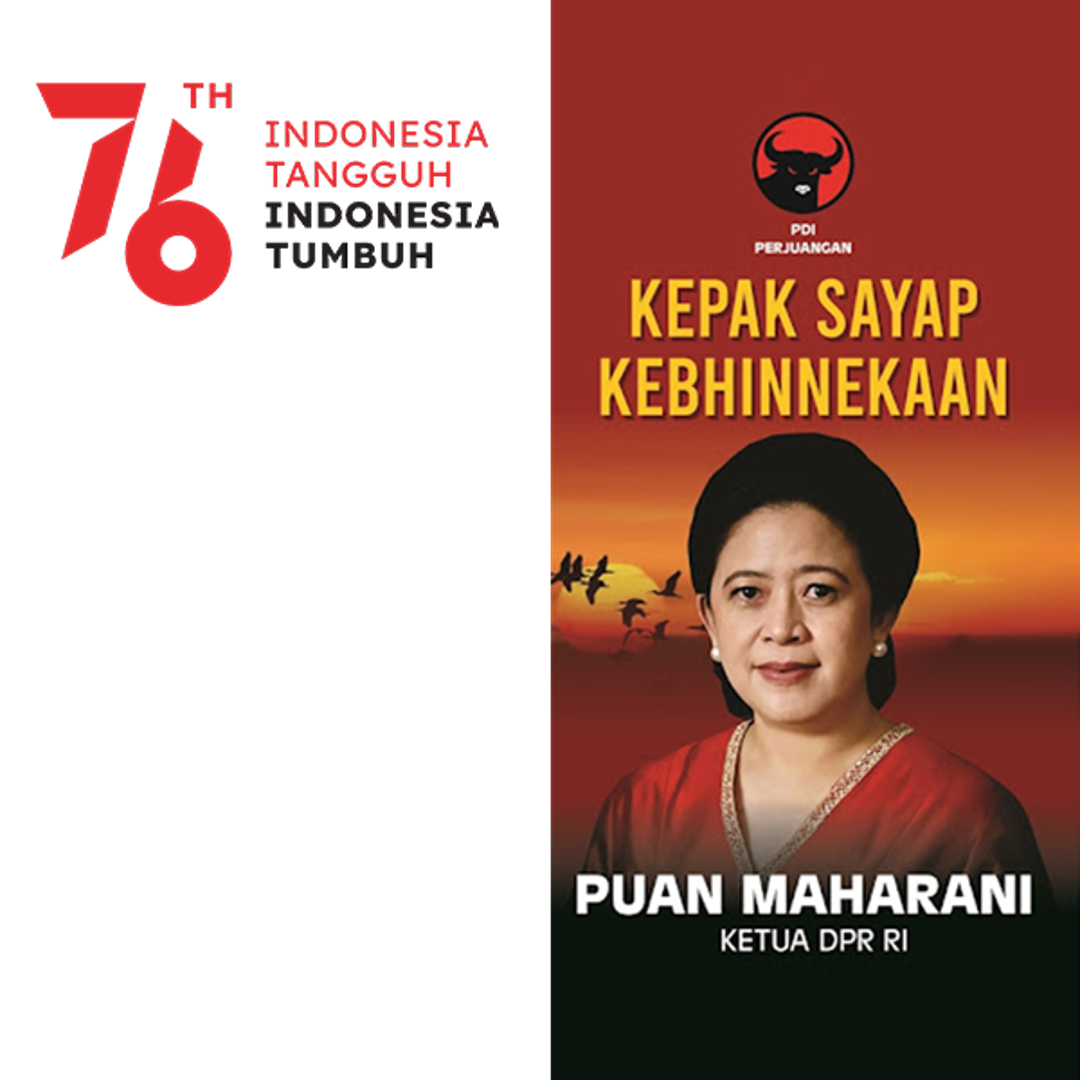 76 TH
INDONESIA
TANGGUH
INDONESIA
TUMBUH
PDI
PERJUANGAN
KEPAK SAYAP
KEBHINNEKAAN
PUAN MAHARANI
KETUA DPR RI